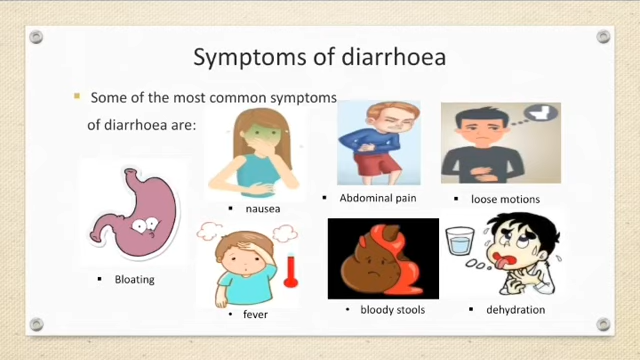 Symptoms of diarrhoea
Some of the most common symptoms
of diarrhoea are:
nausea
Abdominal pain
loose motions
Bloating
fever
bloody stools
dehydration